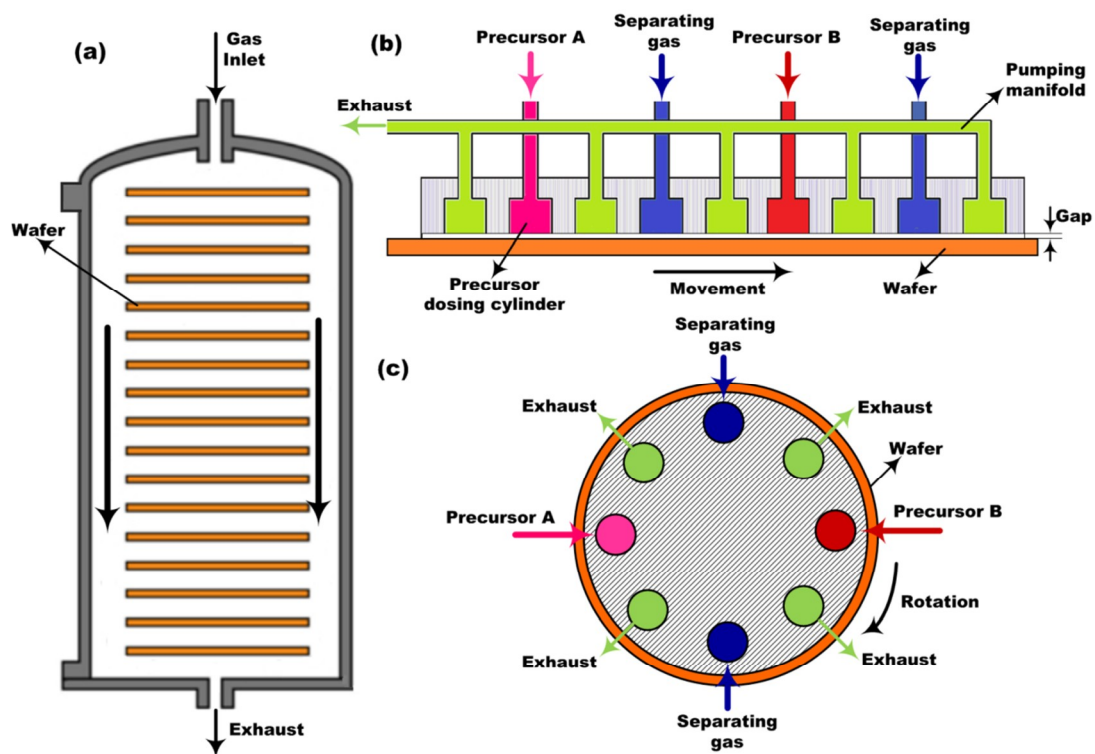 (a)
Gas
Inlet
Wafer
Exhaust
(b)
Precursor A
Separating
gas
Precursor B
Separating
gas
Pumping
manifold
Exhaust
Gap
Precursor
dosing cylinder
Movement
Wafer
(c)
Separating
gas
Exhaust
Exhaust
Wafer
Precursor A
Precursor B
Rotation
Exhaust
Exhaust
Separating
gas